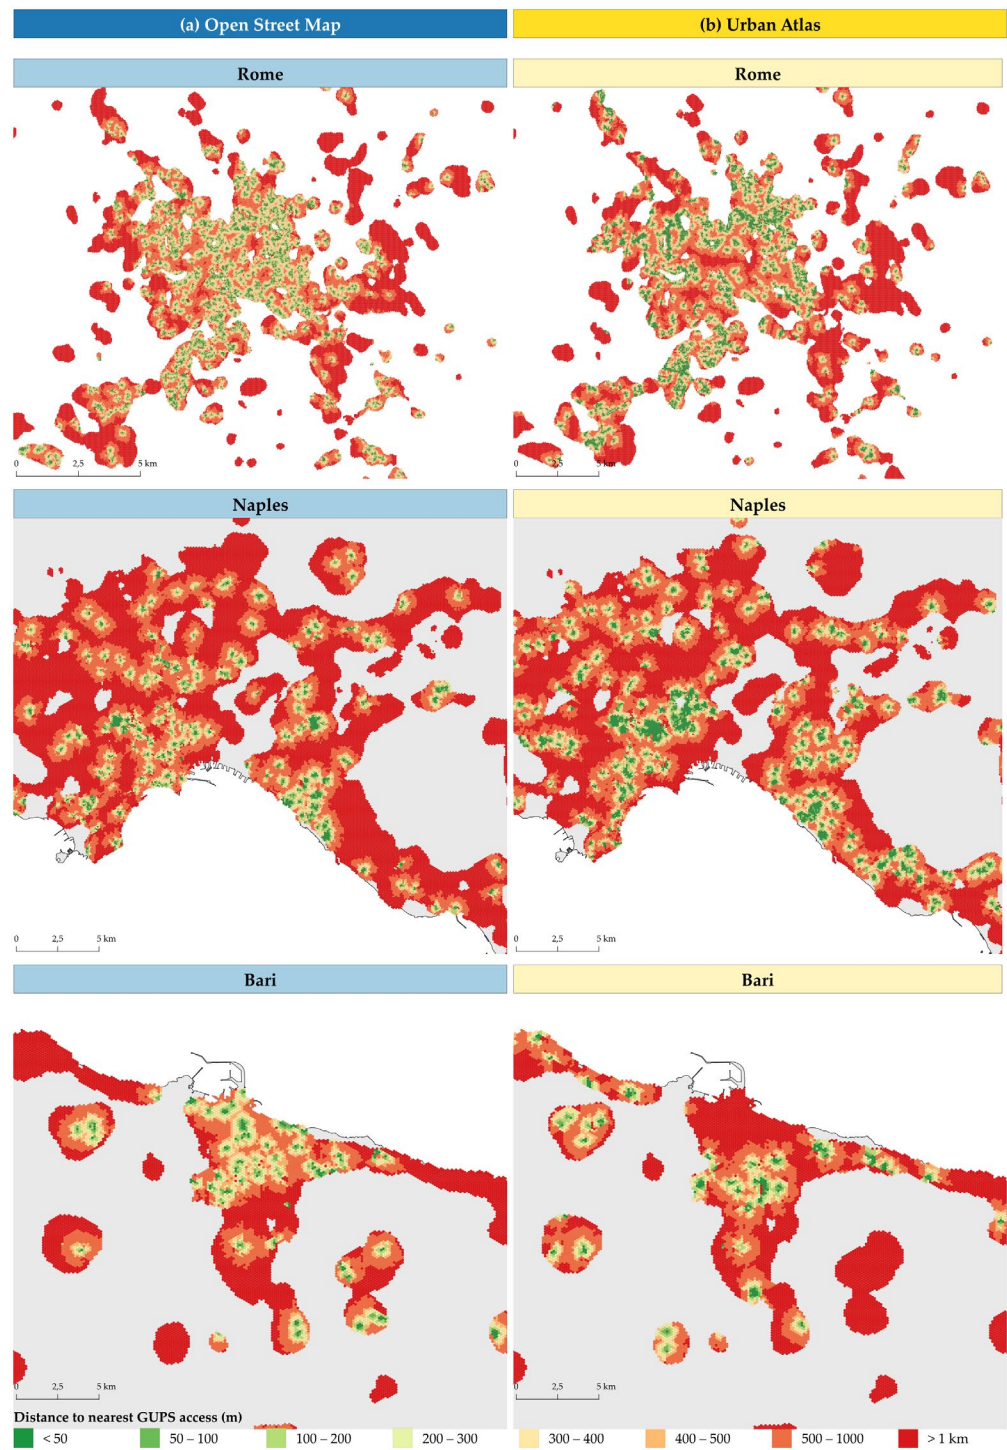 (a) Open Street Map
(b) Urban Atlas
Rome
Rome
0 2,5 5 km
0 2,5 5 km
Naples
Naples
0 2,5 5 km
0 2,5 5 km
Bari
Bari
0 2,5 5 km
0 2,5 5 km
Distance to nearest GUPS access (m)
< 50 50 – 100 100 – 200 200 – 300 300 – 400 400 – 500 500 – 1000 > 1 km